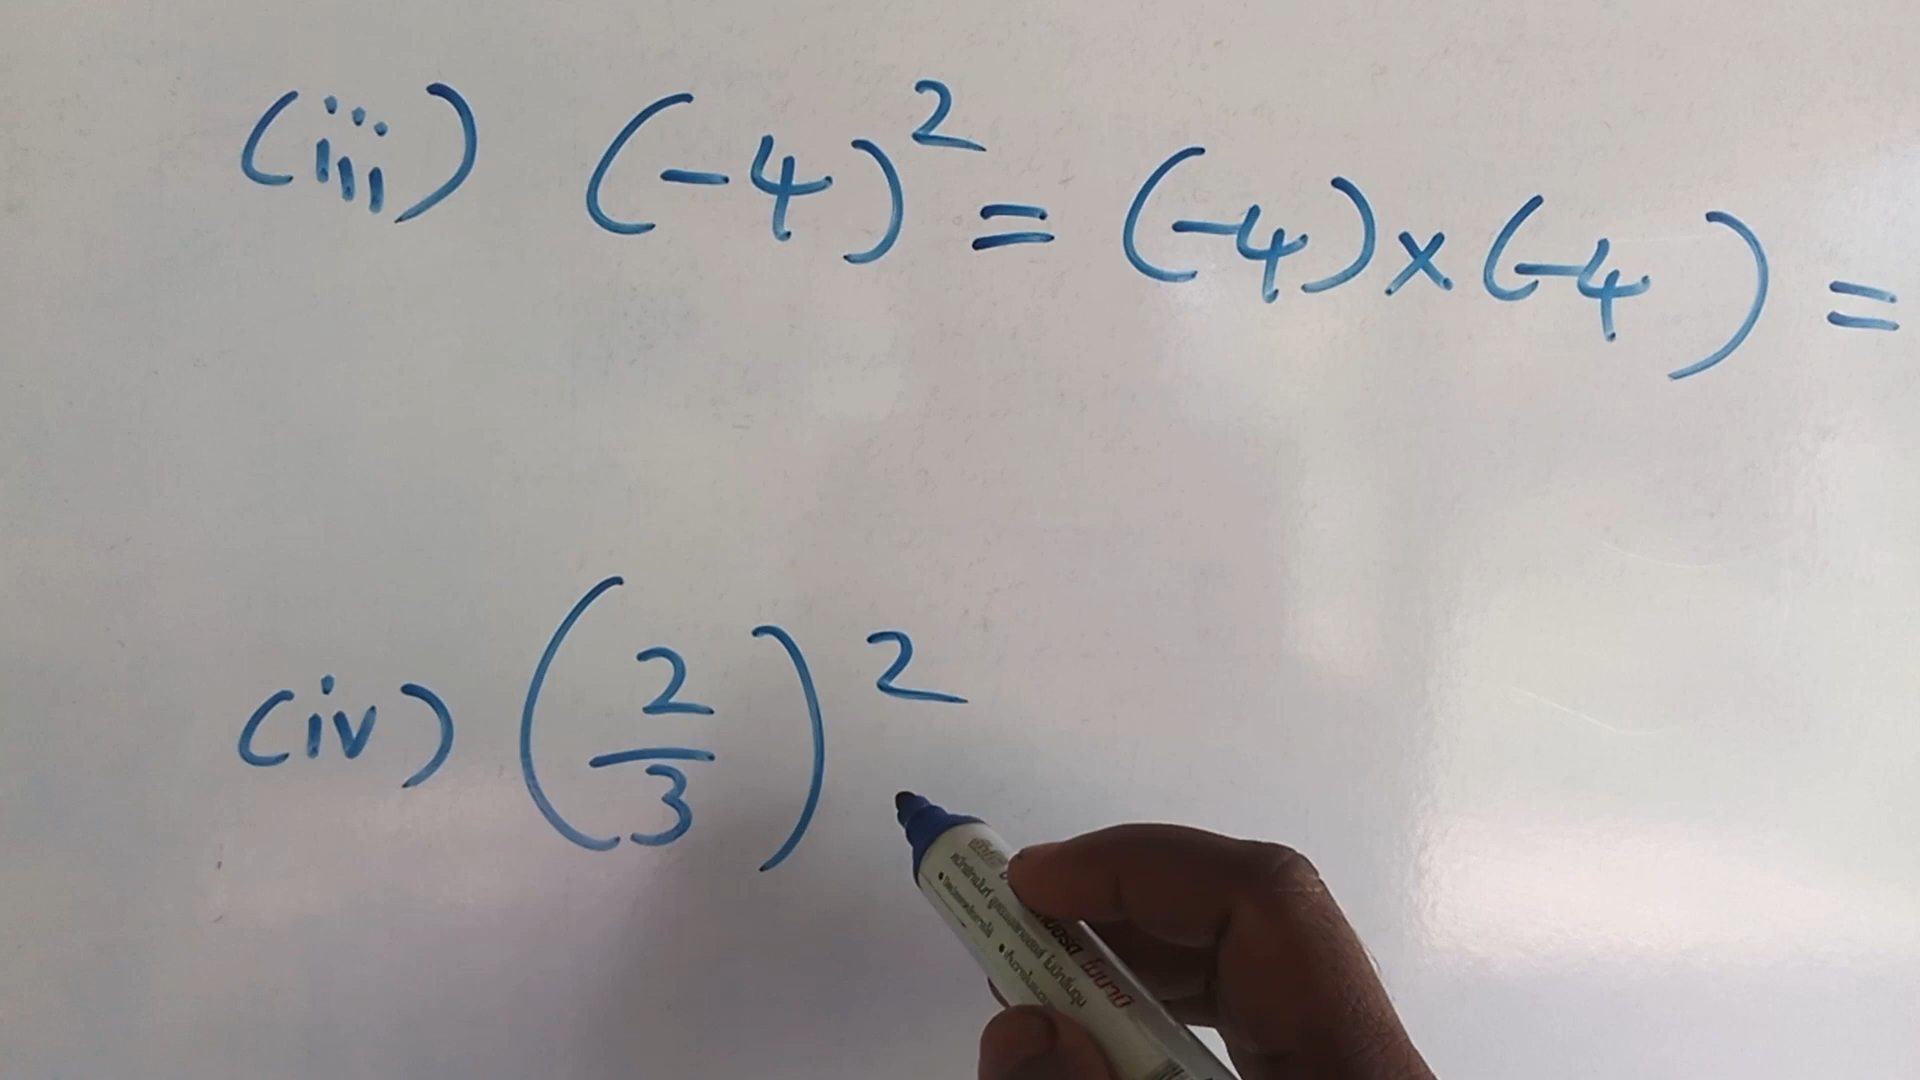 (iii) (-4)² = (-4) × (-4) =
(iv) (2/3)²